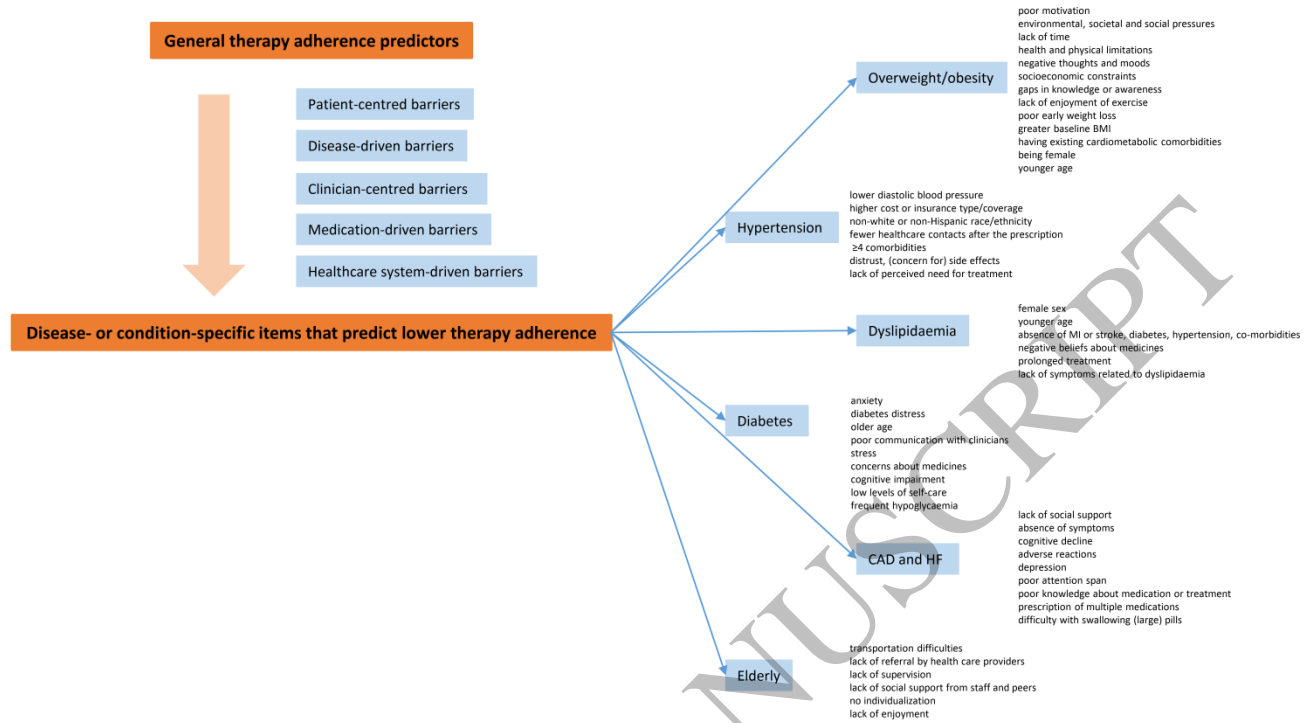 General therapy adherence predictors
Patient-centred barriers
Disease-driven barriers
Clinician-centred barriers
Medication-driven barriers
Healthcare system-driven barriers
Disease- or condition-specific items that predict lower therapy adherence
Overweight/obesity
poor motivation
environmental, societal and social pressures
lack of time
health and physical limitations
negative thoughts and moods
socioeconomic constraints
gaps in knowledge or awareness
lack of enjoyment of exercise
poor early weight loss
greater baseline BMI
having existing cardiometabolic comorbidities
being female
younger age
Hypertension
lower diastolic blood pressure
higher cost or insurance type/coverage
non-white or non-Hispanic race/ethnicity
fewer healthcare contacts after the prescription
≥4 comorbidities
distrust, (concern for) side effects
lack of perceived need for treatment
Dyslipidaemia
female sex
younger age
absence of MI or stroke, diabetes, hypertension, co-morbidities
negative beliefs about medicines
prolonged treatment
lack of symptoms related to dyslipidaemia
Diabetes
anxiety
diabetes distress
older age
poor communication with clinicians
stress
concerns about medicines
cognitive impairment
low levels of self-care
frequent hypoglycaemia
CAD and HF
lack of social support
absence of symptoms
cognitive decline
adverse reactions
depression
poor attention span
poor knowledge about medication or treatment
prescription of multiple medications
difficulty with swallowing (large) pills
Elderly
transportation difficulties
lack of referral by health care providers
lack of supervision
lack of social support from staff and peers
no individualization
lack of enjoyment
NUSCRIPT